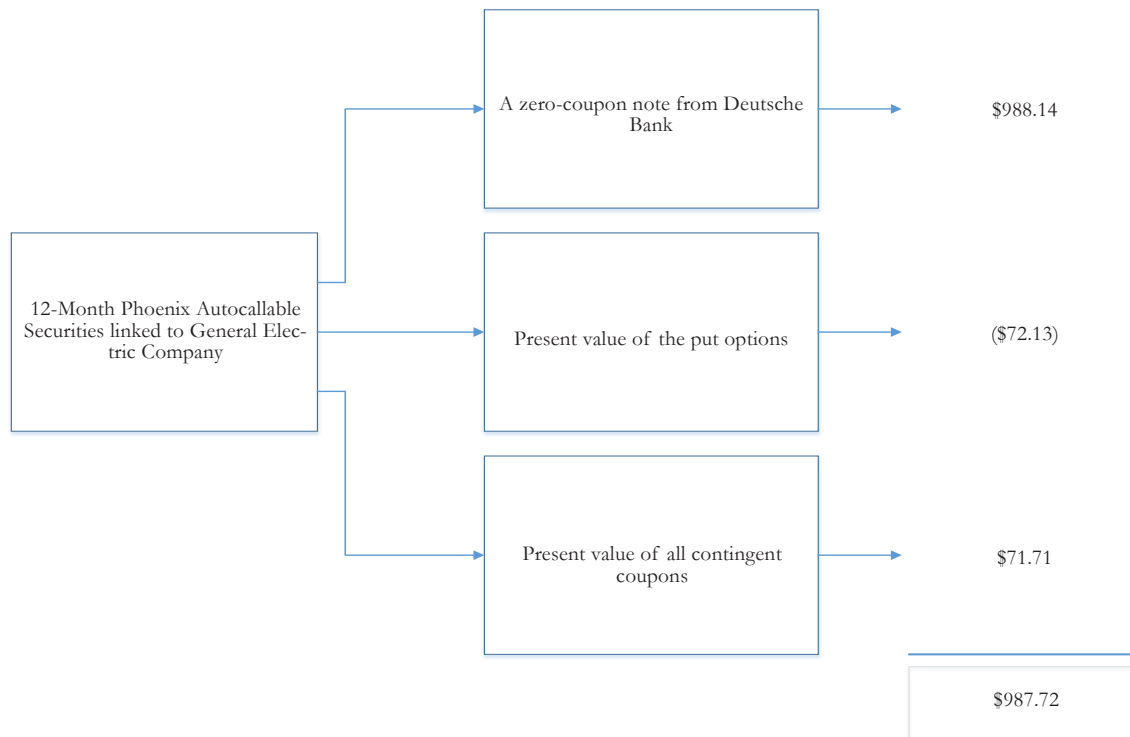 A zero-coupon note from Deutsche
Bank
$988.14
12-Month Phoenix Autocallable
Securities linked to General Elec-
tric Company
Present value of the put options
($72.13)
Present value of all contingent
coupons
$71.71
$987.72